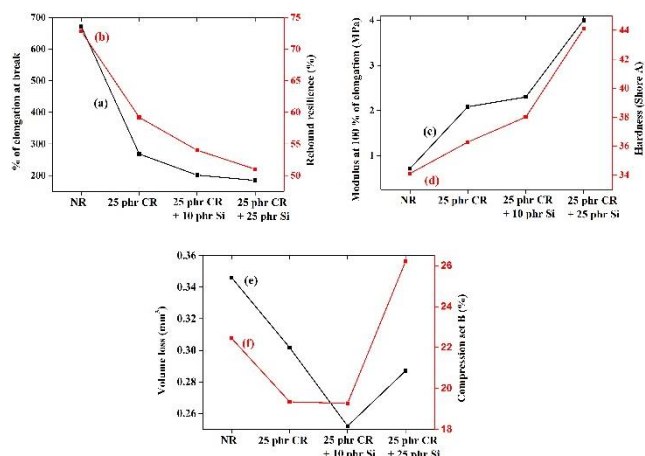 700
600
500
400
300
200
% of elongation at break
(b)
(a)
75
70
65
60
55
50
Rebound resilience (%)
NR
25 phr CR
25 phr CR
+ 10 phr Si
25 phr CR
+ 25 phr Si
4
3
2
1
Modulus at 100 % of elongation (MPa)
(c)
(d)
44
42
40
38
36
34
Hardness (Shore A)
NR
25 phr CR
25 phr CR
+ 10 phr Si
25 phr CR
+ 25 phr Si
0.36
0.33
0.30
0.28
0.26
Volume loss (mm³)
(e)
(f)
26
24
22
20
19
18
Compression set B (%)
NR
25 phr CR
25 phr CR
+ 10 phr Si
25 phr CR
+ 25 phr Si